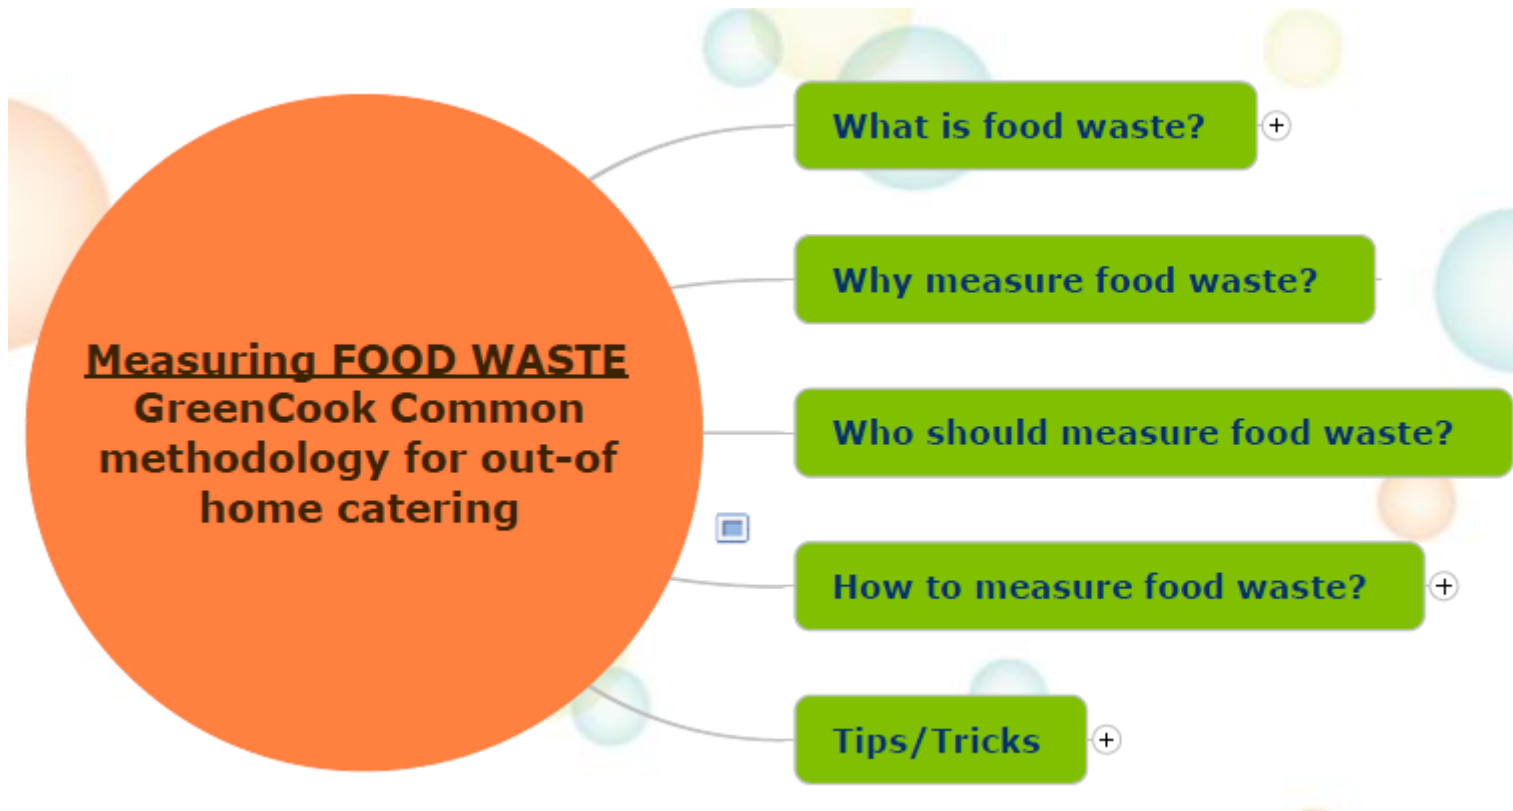 Measuring FOOD WASTE
GreenCook Common
methodology for out-of
home catering
What is food waste?
Why measure food waste?
Who should measure food waste?
How to measure food waste?
Tips/Tricks